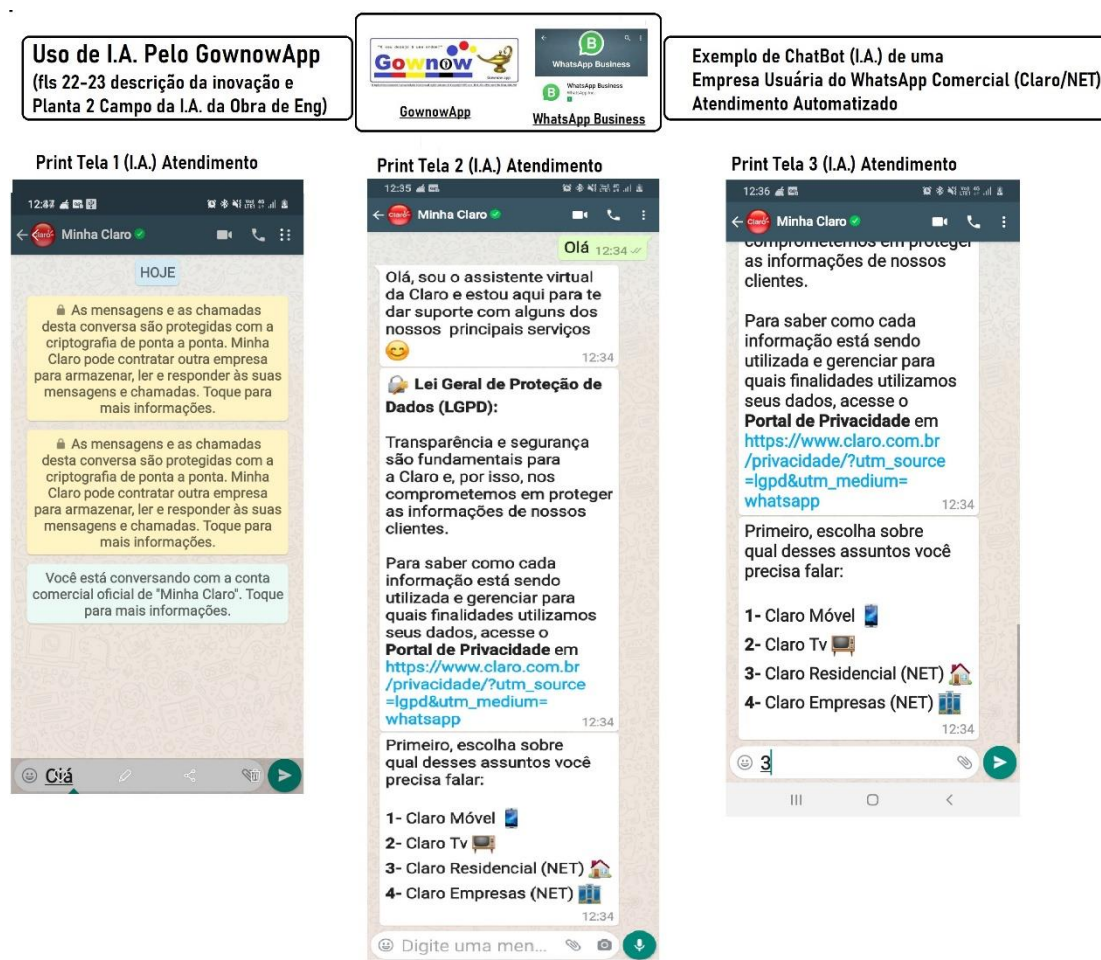 Uso de I.A. Pelo GownowApp
(fls 22-23 descrição da inovação e
Planta 2 Campo da I.A. da Obra de Eng)
Gownow
GownowApp
WhatsApp Business
WhatsApp Business
WhatsApp Business
Exemplo de ChatBot (I.A.) de uma
Empresa Usuária do WhatsApp Comercial (Claro/NET)
Atendimento Automatizado
Print Tela 1 (I.A.) Atendimento
Minha Claro
HOJE
As mensagens e as chamadas
desta conversa são protegidas com a
criptografia de ponta a ponta. Minha
Claro pode contratar outra empresa
para armazenar, ler e responder às suas
mensagens e chamadas. Toque para
mais informações.
As mensagens e as chamadas
desta conversa são protegidas com a
criptografia de ponta a ponta. Minha
Claro pode contratar outra empresa
para armazenar, ler e responder às suas
mensagens e chamadas. Toque para
mais informações.
Você está conversando com a conta
comercial oficial de "Minha Claro". Toque
para mais informações.
Print Tela 2 (I.A.) Atendimento
12:35
Claro Minha Claro
Olá 12:34
Olá, sou o assistente virtual
da Claro e estou aqui para te
dar suporte com alguns dos
nossos principais serviços
😊
12:34
🔐 Lei Geral de Proteção de
Dados (LGPD):
Transparência e segurança
são fundamentais para
a Claro e, por isso, nos
comprometemos em proteger
as informações de nossos
clientes.
Para saber como cada
informação está sendo
utilizada e gerenciar para
quais finalidades utilizamos
seus dados, acesse o
Portal de Privacidade em
https://www.claro.com.br
/privacidade/?utm_source
=lgpd&utm_medium=
whatsapp
12:34
Primeiro, escolha sobre
qual desses assuntos você
precisa falar:
1- Claro Móvel 📱
2- Claro Tv 📺
3- Claro Residencial (NET) 🏠
4- Claro Empresas (NET) 🏢
12:34
Digite uma men...
Print Tela 3 (I.A.) Atendimento
12:36
Claro Minha Claro
comprometemos em proteger
as informações de nossos
clientes.
Para saber como cada
informação está sendo
utilizada e gerenciar para
quais finalidades utilizamos
seus dados, acesse o
Portal de Privacidade em
https://www.claro.com.br
/privacidade/?utm_source
=lgpd&utm_medium=
whatsapp
12:34
Primeiro, escolha sobre
qual desses assuntos você
precisa falar:
1- Claro Móvel 📱
2- Claro Tv 📺
3- Claro Residencial (NET) 🏠
4- Claro Empresas (NET) 🏢
12:34
3